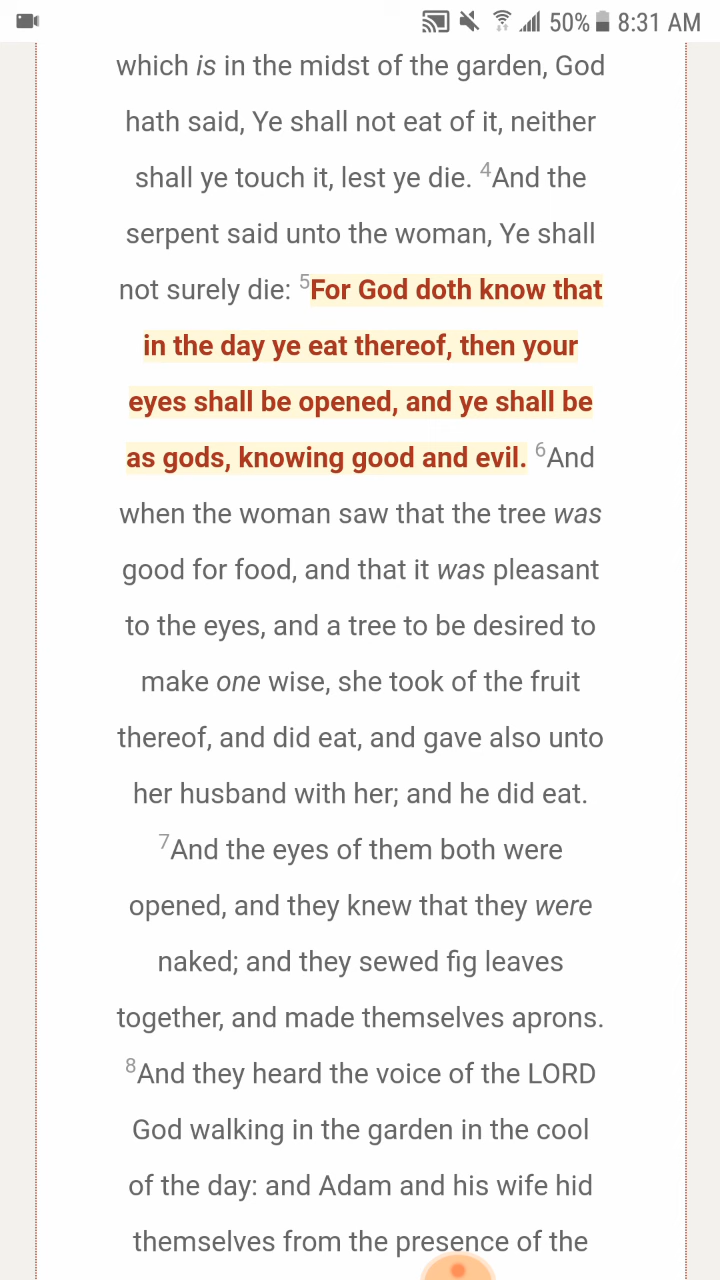 50% 8:31 AM
which is in the midst of the garden, God
hath said, Ye shall not eat of it, neither
shall ye touch it, lest ye die. 4And the
serpent said unto the woman, Ye shall
not surely die: 5For God doth know that
in the day ye eat thereof, then your
eyes shall be opened, and ye shall be
as gods, knowing good and evil. 6And
when the woman saw that the tree was
good for food, and that it was pleasant
to the eyes, and a tree to be desired to
make one wise, she took of the fruit
thereof, and did eat, and gave also unto
her husband with her; and he did eat.
7And the eyes of them both were
opened, and they knew that they were
naked; and they sewed fig leaves
together, and made themselves aprons.
8And they heard the voice of the LORD
God walking in the garden in the cool
of the day: and Adam and his wife hid
themselves from the presence of the